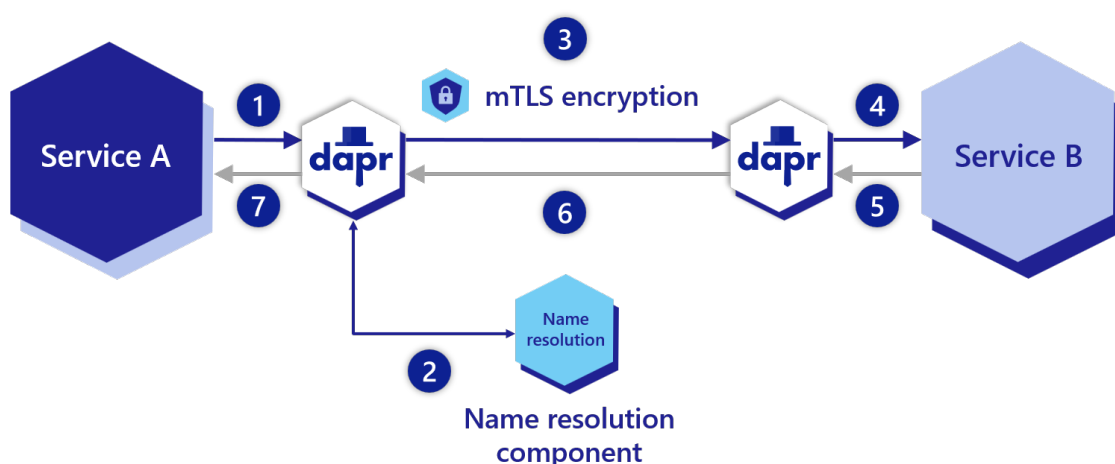 3
mTLS encryption
1
4
Service A
dapr
dapr
Service B
7
6
5
Name
resolution
2
Name resolution
component